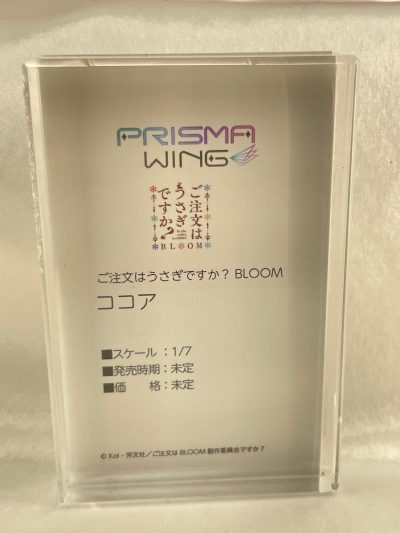 PRISMA
WING
ご注文は
うさぎ
ですか?
BLOOM
ご注文はうさぎですか? BLOOM
ココア
■スケール:1/7
■発売時期:未定
■価　格:未定
© Koi・芳文社/ご注文は BLOOM 製作委員会ですか?